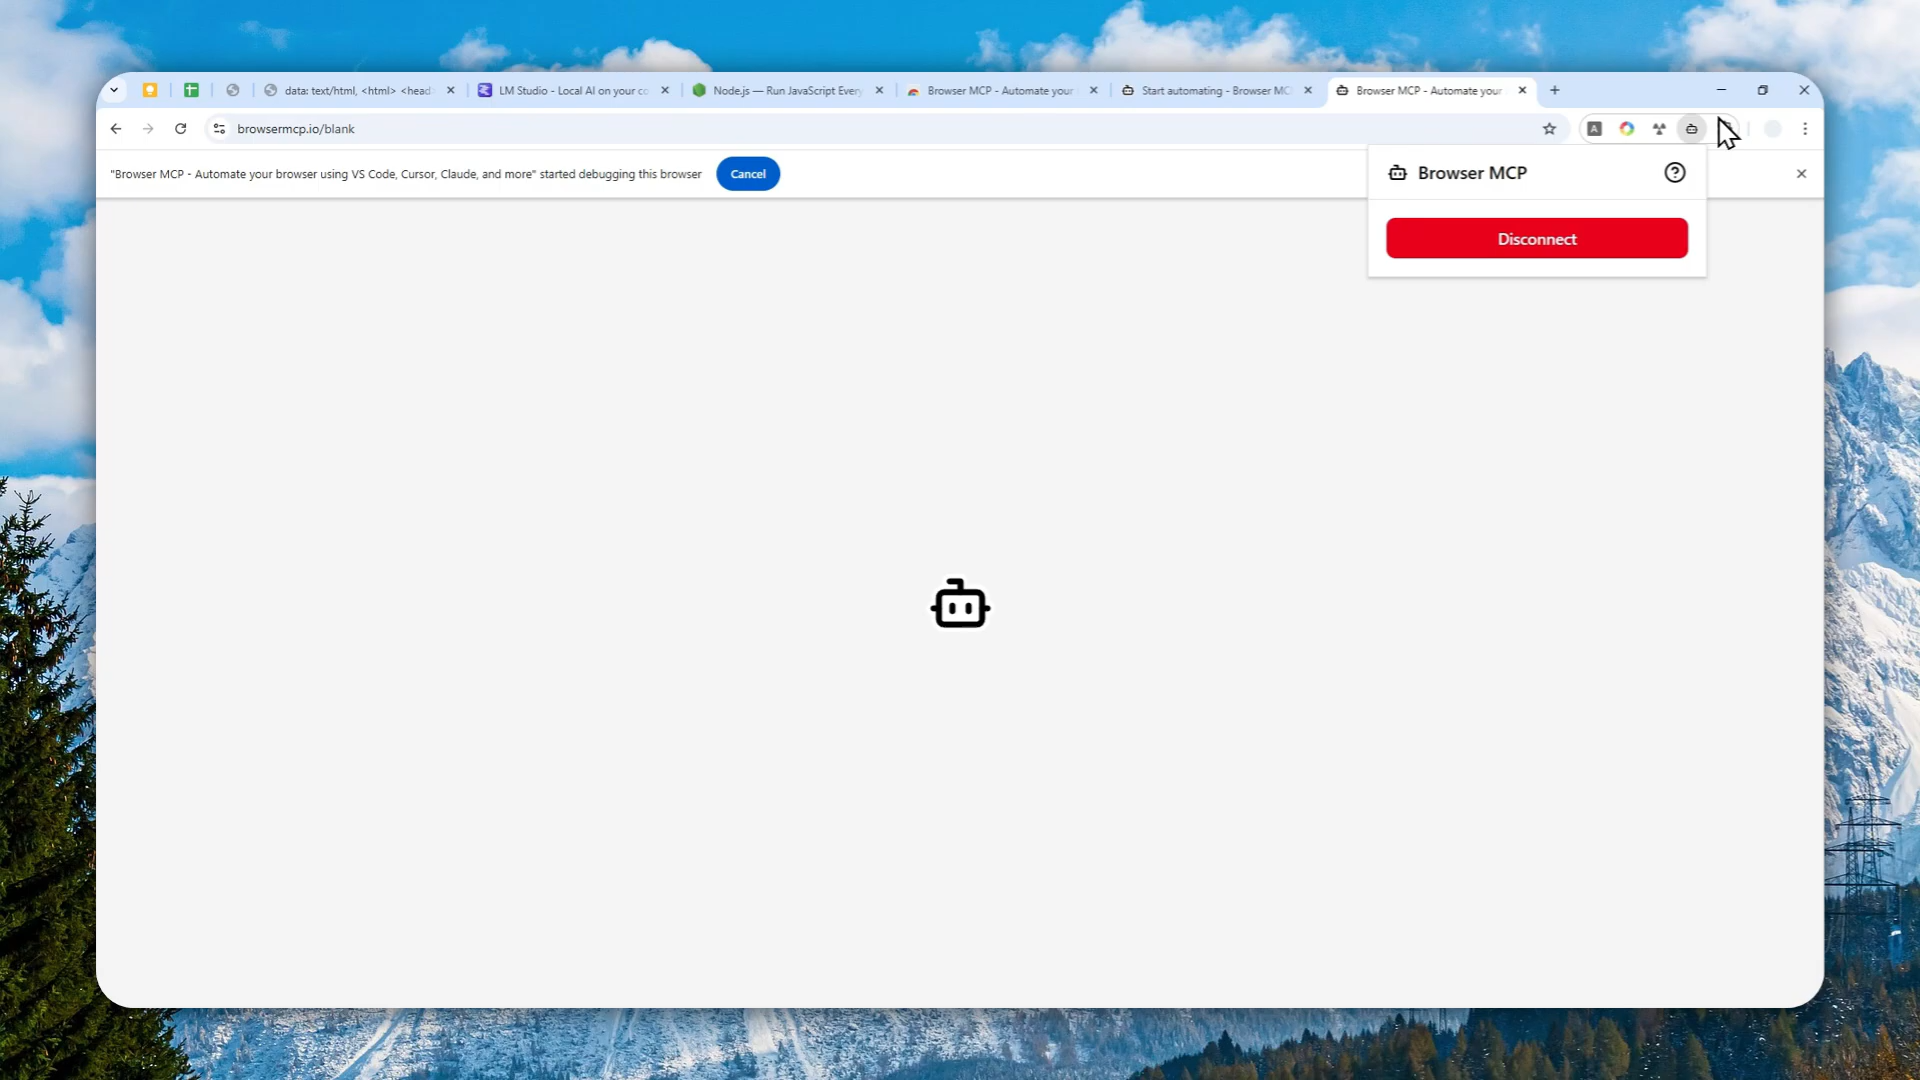 data: text/html, <html> <head
LM Studio - Local AI on your co
Node.js — Run JavaScript Every
Browser MCP - Automate your
Start automating - Browser MC
Browser MCP - Automate your
browsermcp.io/blank
"Browser MCP - Automate your browser using VS Code, Cursor, Claude, and more" started debugging this browser
Cancel
Browser MCP
Disconnect